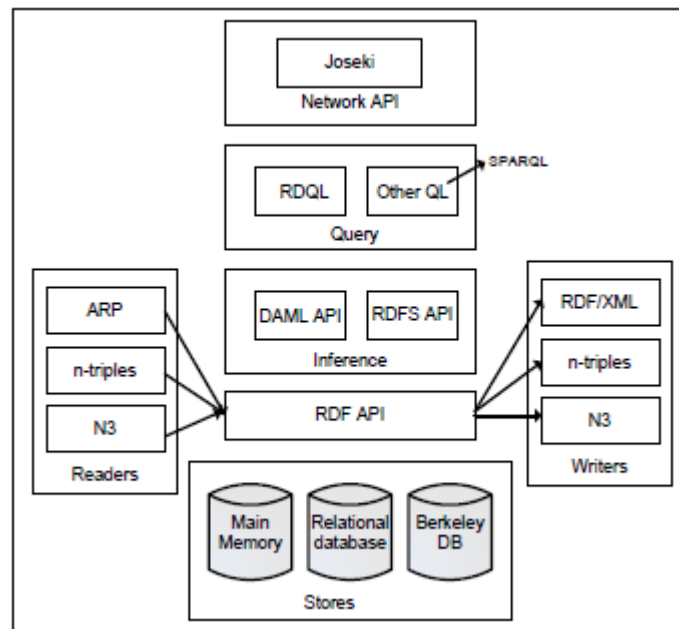 Joseki
Network API
SPARQL
RDQL
Other QL
Query
ARP
n-triples
N3
Readers
DAML API
RDFS API
Inference
RDF API
RDF/XML
n-triples
N3
Writers
Main
Memory
Relational
database
Berkeley
DB
Stores